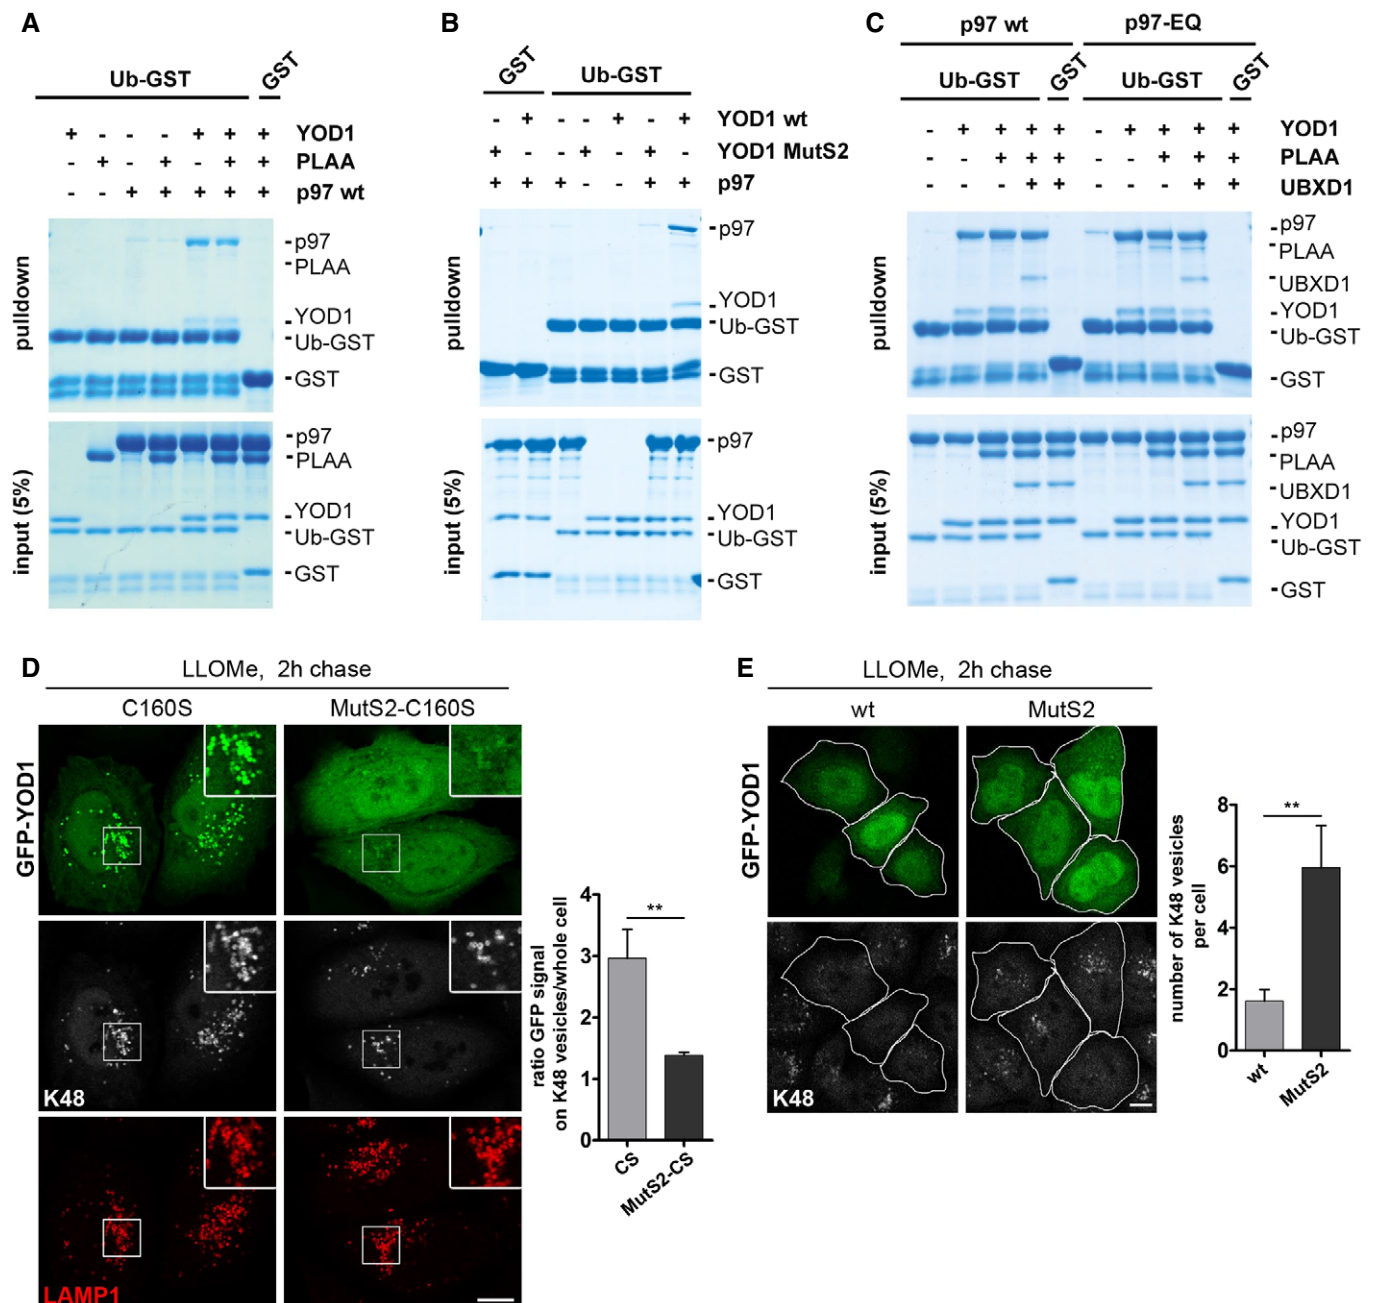 A
Ub-GST
GST
+ - - - + + + YOD1
- + - + - + + PLAA
- - + + + + + p97 wt
pulldown
-p97
-PLAA
YOD1
Ub-GST
-GST
input (5%)
-p97
-PLAA
YOD1
Ub-GST
-GST
B
GST
Ub-GST
- + - - + - + YOD1 wt
+ - - + - + - YOD1 MutS2
+ + + - - + + p97
pulldown
-p97
YOD1
Ub-GST
-GST
input (5%)
-p97
YOD1
Ub-GST
-GST
C
p97 wt
p97-EQ
Ub-GST
GST
Ub-GST
GST
- + + + + - + + + + YOD1
- - + + + - - + + + PLAA
- - - + + - - - + + UBXD1
pulldown
p97
PLAA
-UBXD1
-YOD1
Ub-GST
-GST
input (5%)
-p97
PLAA
-UBXD1
YOD1
Ub-GST
-GST
D
LLOMe, 2h chase
C160S
MutS2-C160S
GFP-YOD1
K48
LAMP1
ratio GFP signal
on K48 vesicles/whole cell
4
3
2
1
0
**
CS
MutS2-CS
E
LLOMe, 2h chase
wt
MutS2
GFP-YOD1
K48
number of K48 vesicles
per cell
8
6
4
2
0
**
wt
MutS2